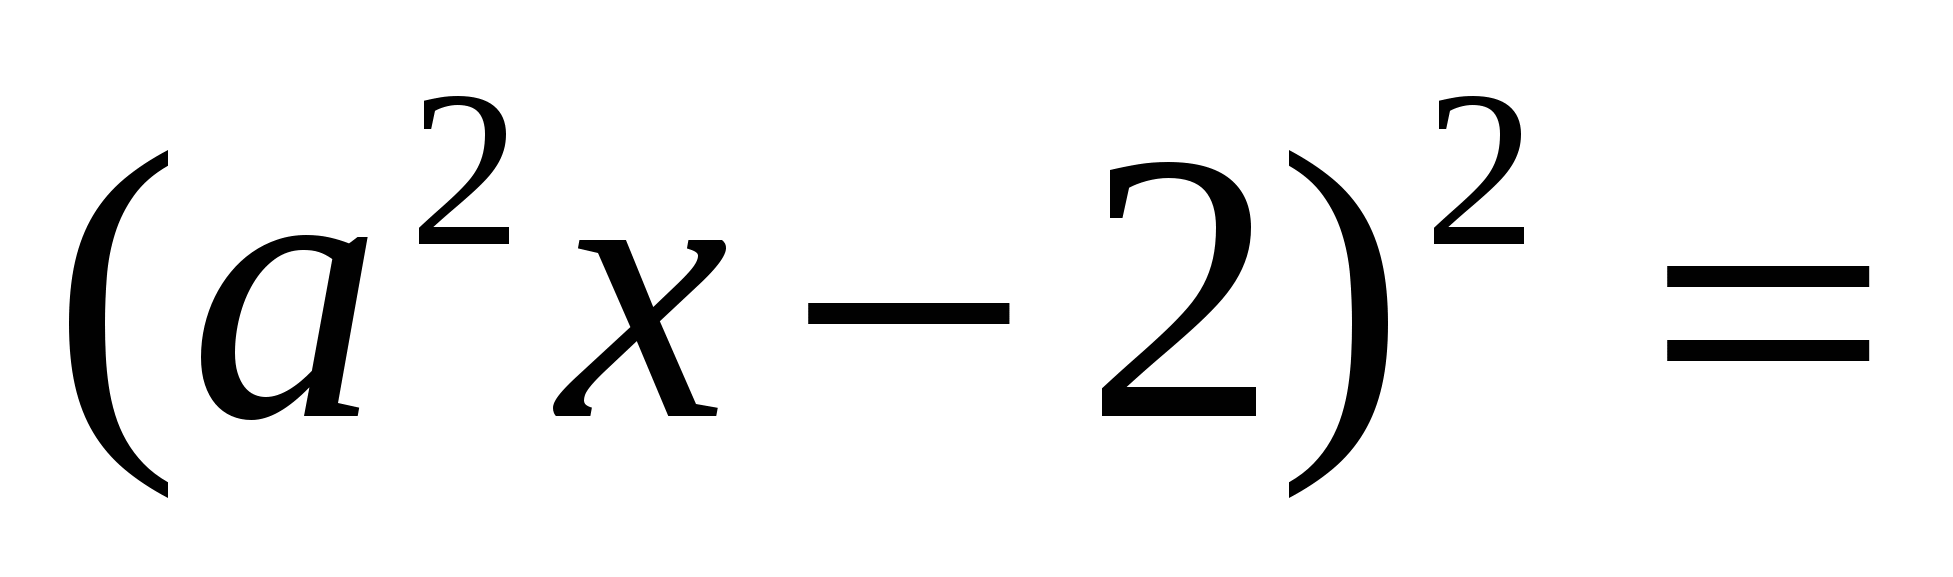 (a²x − 2)² =